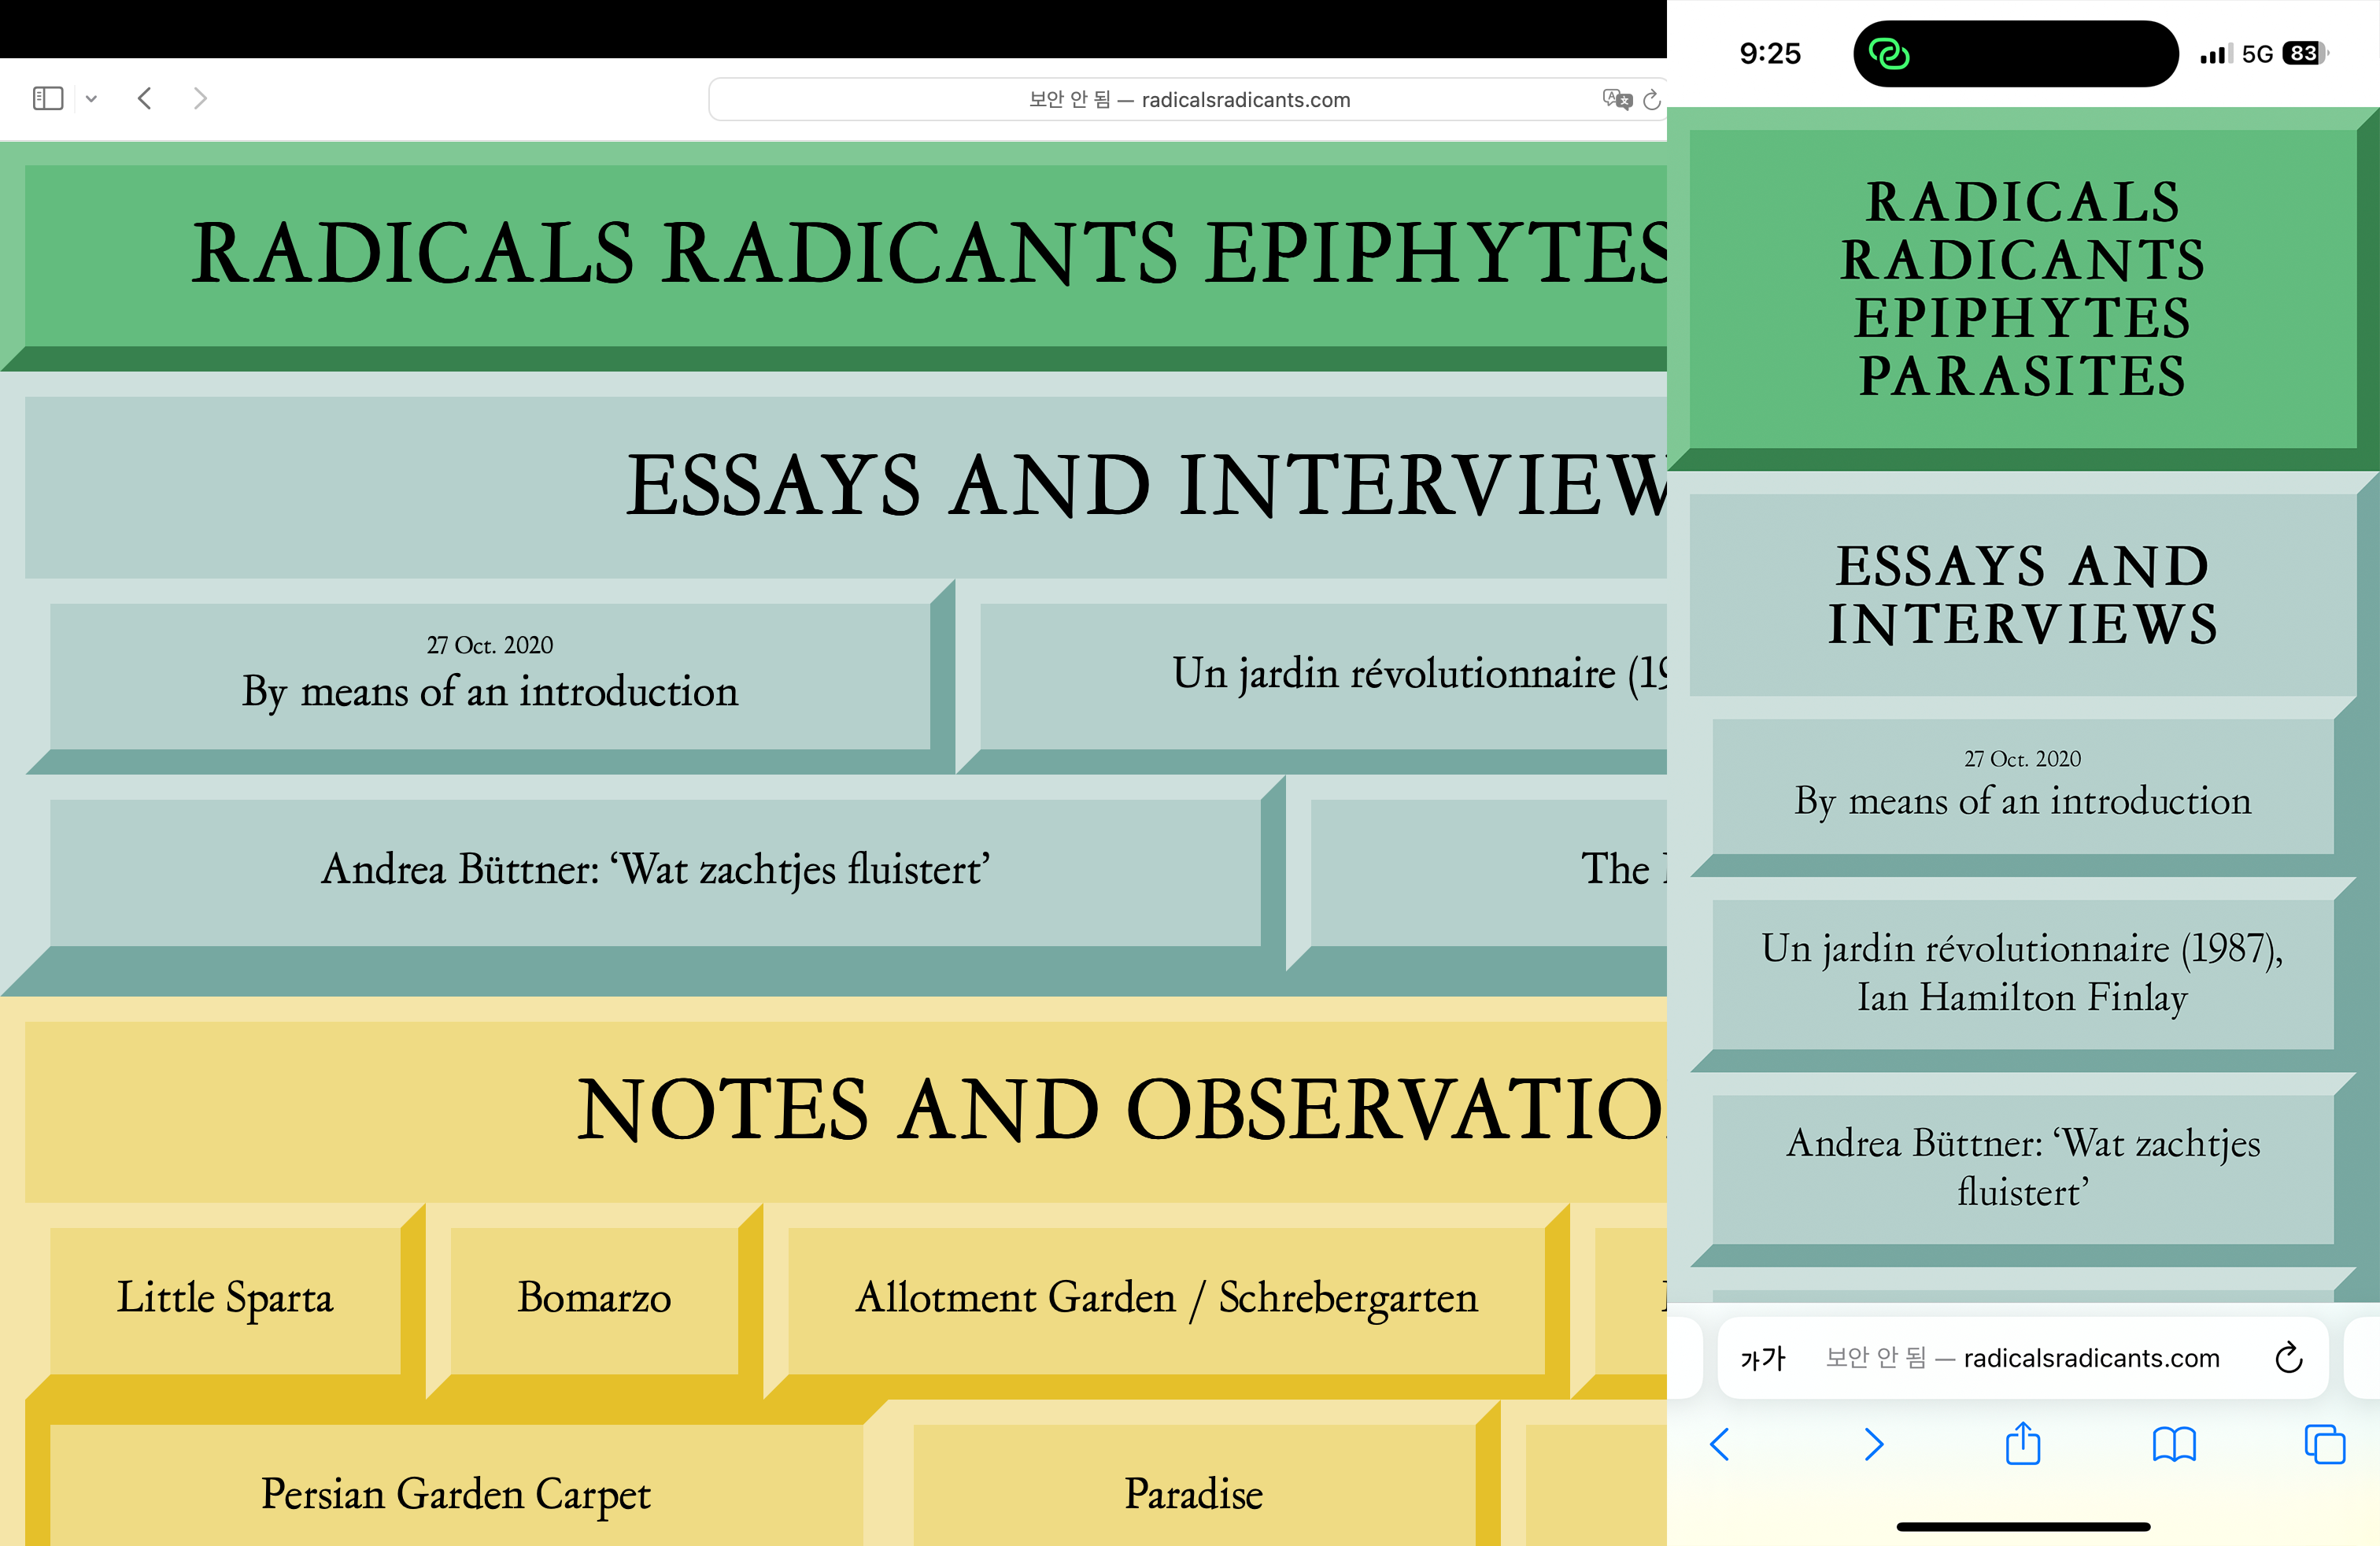 보안 안 됨 — radicalsradicants.com
RADICALS RADICANTS EPIPHYTES
ESSAYS AND INTERVIEW
27 Oct. 2020
By means of an introduction
Un jardin révolutionnaire (19
Andrea Büttner: ‘Wat zachtjes fluistert’
The
NOTES AND OBSERVATIO
Little Sparta
Bomarzo
Allotment Garden / Schrebergarten
Persian Garden Carpet
Paradise
9:25
5G
83
RADICALS
RADICANTS
EPIPHYTES
PARASITES
ESSAYS AND
INTERVIEWS
27 Oct. 2020
By means of an introduction
Un jardin révolutionnaire (1987),
Ian Hamilton Finlay
Andrea Büttner: ‘Wat zachtjes
fluistert’
가가 보안 안 됨 — radicalsradicants.com